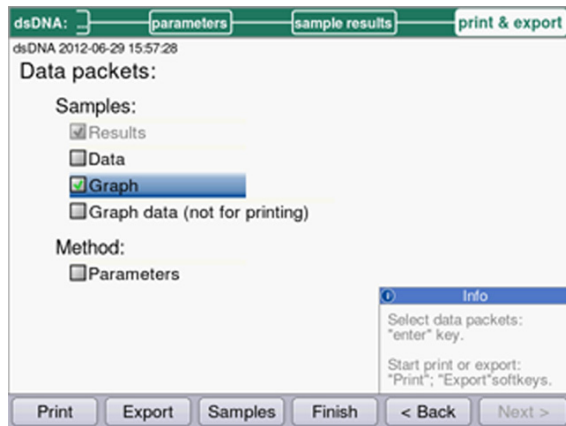 dsDNA: parameters sample results print & export
dsDNA 2012-06-29 15:57:28
Data packets:
Samples:
Results
Data
Graph
Graph data (not for printing)
Method:
Parameters
Info
Select data packets:
"enter" key.
Start print or export:
"Print"; "Export"softkeys.
Print Export Samples Finish < Back Next >